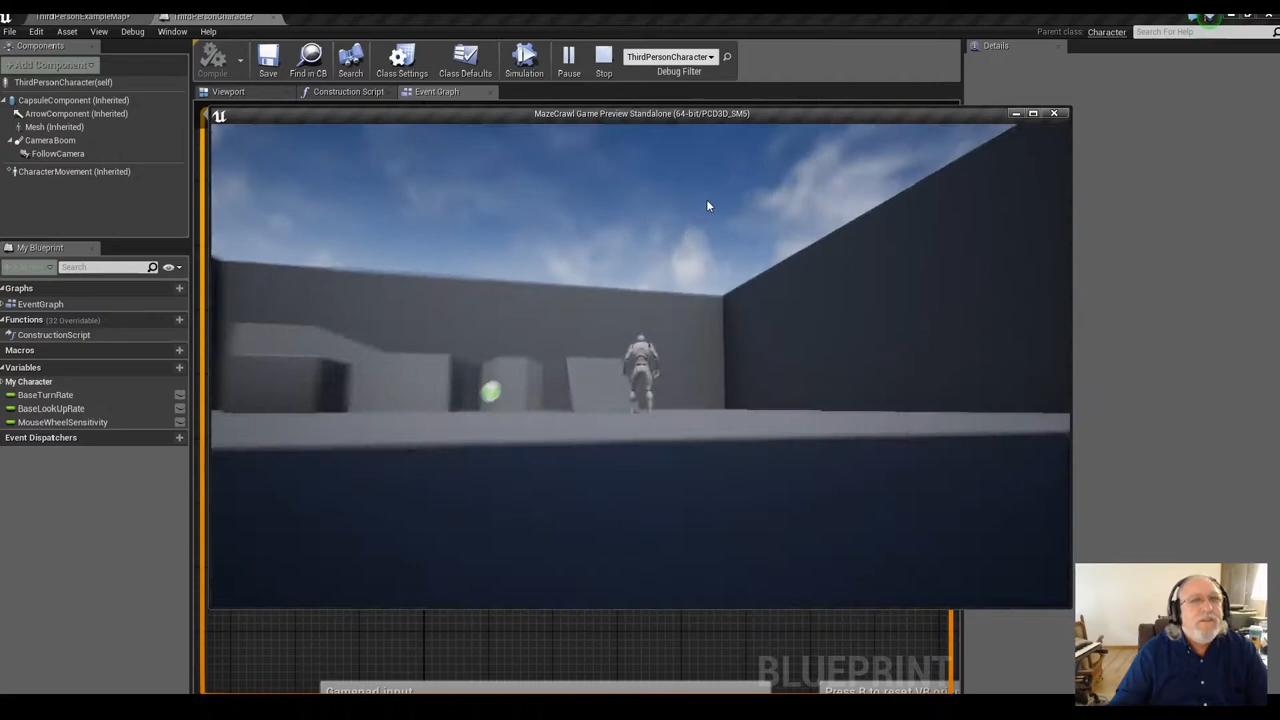 ThirdPersonExampleMap*
ThirdPersonCharacter
File Edit Asset View Debug Window Help
Parent class: Character
Search For Help
Components
Details
+Add Component
Compile
Save
Find in CB
Search
Class Settings
Class Defaults
Simulation
Pause
Stop
ThirdPersonCharacter
Debug Filter
ThirdPersonCharacter(self)
Viewport
Construction Script
Event Graph
CapsuleComponent (Inherited)
ArrowComponent (Inherited)
Mesh (Inherited)
CameraBoom
FollowCamera
CharacterMovement (Inherited)
MazeCrawl Game Preview Standalone (64-bit/PCD3D_SM5)
My Blueprint
Search
Graphs
EventGraph
Functions (32 Overridable)
ConstructionScript
Macros
Variables
My Character
BaseTurnRate
BaseLookUpRate
MouseWheelSensitivity
Event Dispatchers
BLUEPRINT
Gamepad input
Press R to reset VR